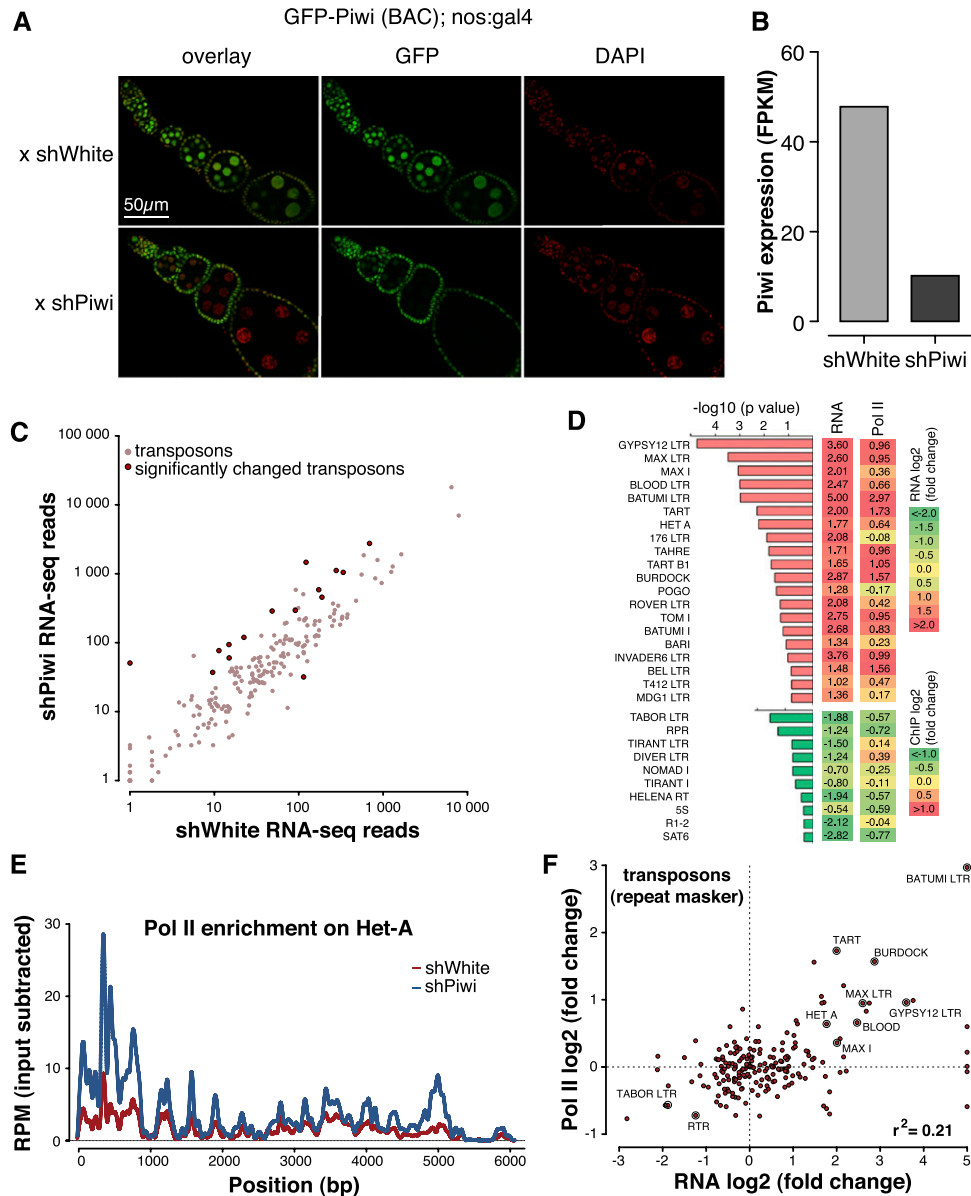 A
GFP-Piwi (BAC); nos:gal4
overlay GFP DAPI
x shWhite
50µm
x shPiwi
B
Piwi expression (FPKM)
60
40
20
0
shWhite shPiwi
C
shPiwi RNA-seq reads
100 000
10 000
1 000
100
10
1
transposons
significantly changed transposons
1 10 100 1 000 10 000
shWhite RNA-seq reads
D
-log10 (p value)
4 3 2 1
RNA Pol II
GYPSY12 LTR 3.60 0.96
MAX LTR 2.60 0.95
MAX I 2.01 0.36
BLOOD LTR 2.47 0.66
BATUMI LTR 5.00 2.97
TART 2.00 1.73
HET A 1.77 0.64
176 LTR 2.08 -0.08
TAHRE 1.71 0.96
TART B1 1.65 1.05
BURDOCK 2.87 1.57
POGO 1.28 -0.17
ROVER LTR 2.08 0.42
TOM I 2.75 0.95
BATUMI I 2.68 0.83
BARI 1.34 0.23
INVADER6 LTR 3.76 0.99
BEL LTR 1.48 1.56
T412 LTR 1.02 0.47
MDG1 LTR 1.36 0.17
TABOR LTR -1.88 -0.57
RPR -1.24 -0.72
TIRANT LTR -1.50 0.14
DIVER LTR -1.24 0.39
NOMAD I -0.70 -0.25
TIRANT I -0.80 -0.11
HELENA RT -1.94 -0.57
5S -0.54 -0.59
R1-2 -2.12 -0.04
SAT6 -2.82 -0.77
RNA log2
(fold change)
<-2.0
-1.5
-1.0
-0.5
0.0
0.5
1.0
1.5
>2.0
ChIP log2
(fold change)
<-1.0
-0.5
0.0
0.5
>1.0
E
Pol II enrichment on Het-A
RPM (input subtracted)
30
20
10
0
shWhite
shPiwi
0 1000 2000 3000 4000 5000 6000
Position (bp)
F
transposons
(repeat masker)
Pol II log2 (fold change)
3
2
1
0
-1
BATUMI LTR
TART
BURDOCK
MAX LTR
GYPSY12 LTR
HET A
BLOOD
MAX I
TABOR LTR
RTR
r2= 0.21
-3 -2 -1 0 1 2 3 4 5
RNA log2 (fold change)